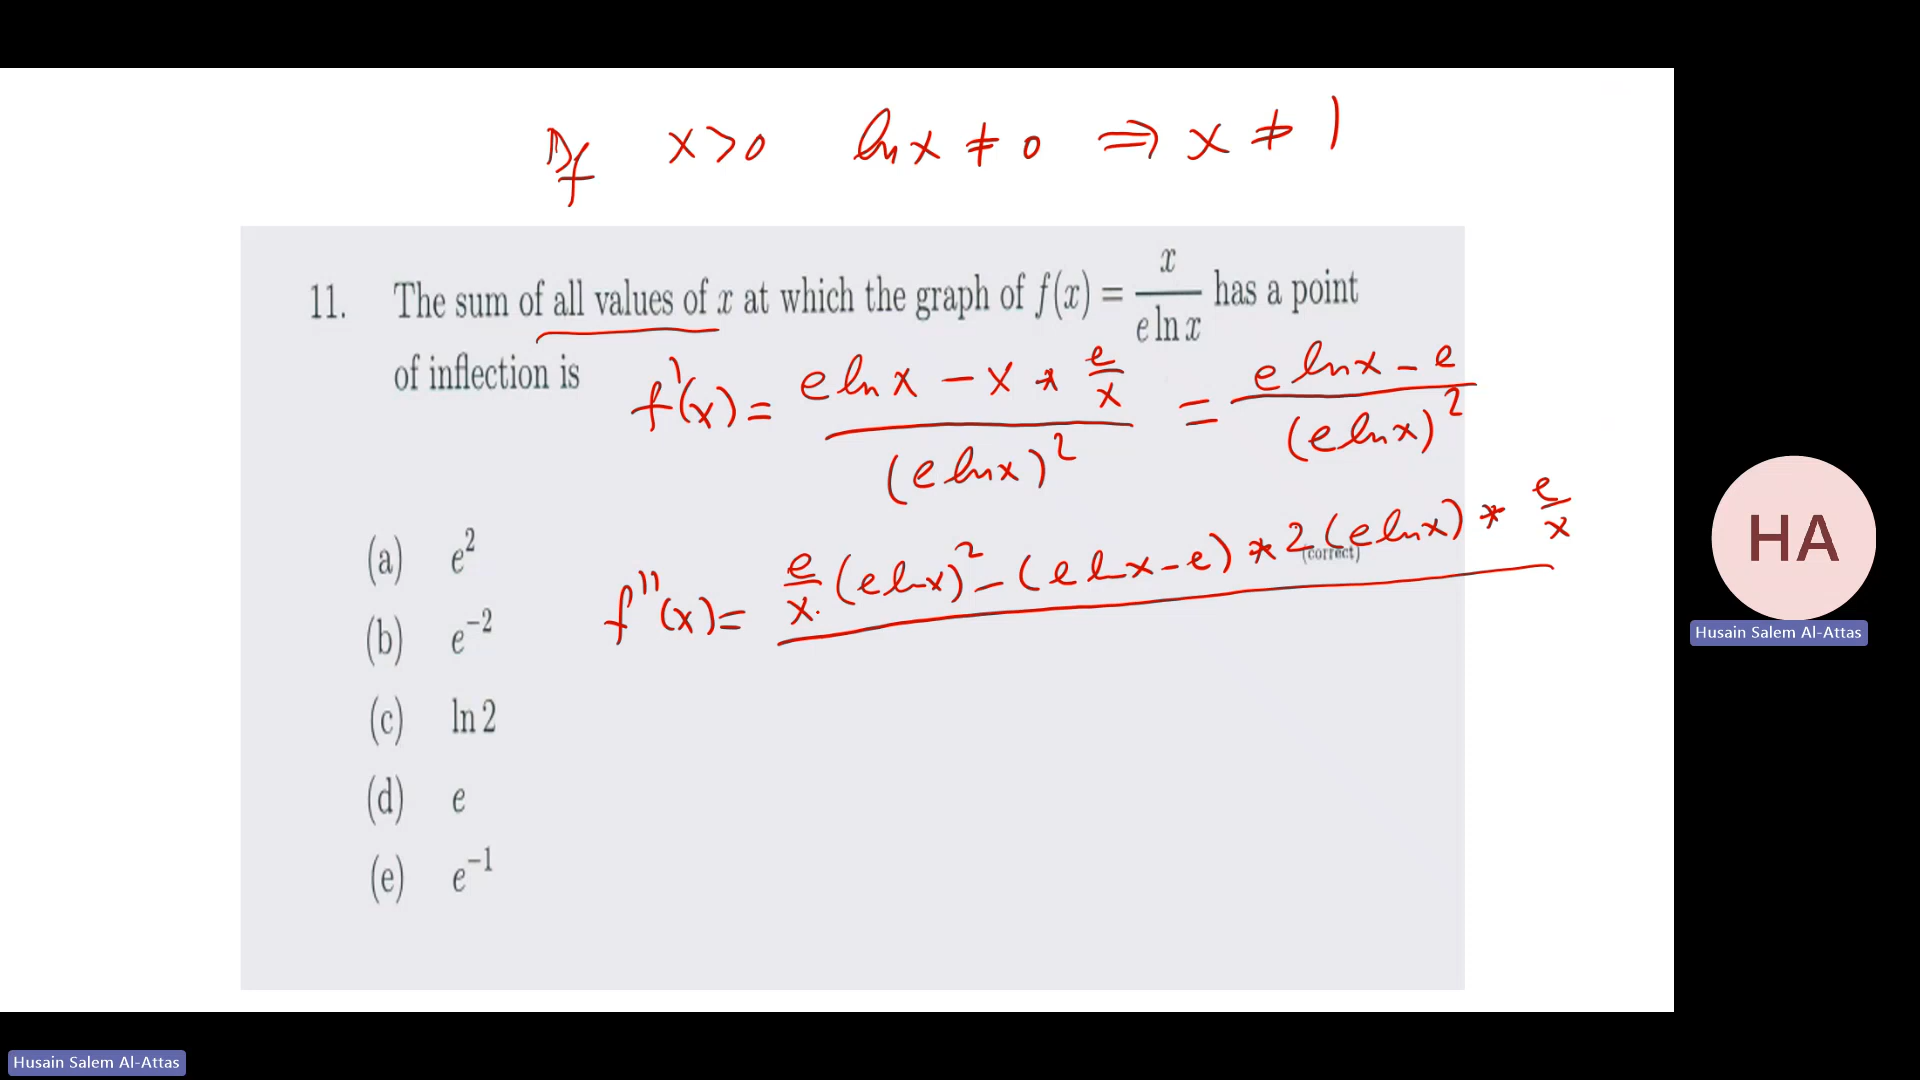 Df x>0 ln x ≠ 0 ⇒ x ≠ 1
11. The sum of all values of x at which the graph of f(x) = x / (e ln x) has a point
of inflection is
f'(x) = (e ln x − x * e/x) / (e ln x)² = (e ln x − e) / (e ln x)²
(a) e²
(correct)
f''(x) = e/x (e ln x)² − (e ln x − e) * 2 (e ln x) * e/x
(b) e⁻²
(c) ln 2
(d) e
(e) e⁻¹
HA
Husain Salem Al-Attas
Husain Salem Al-Attas